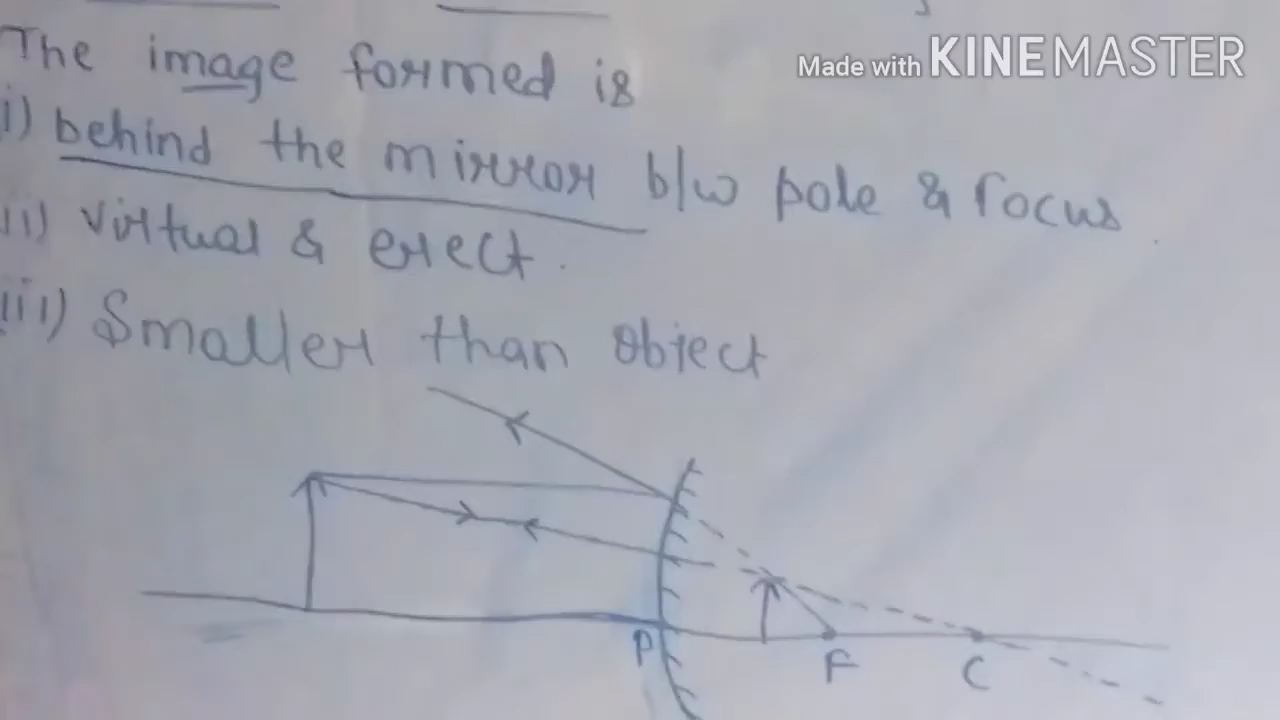 Made with KINEMASTER
The image formed is
i) behind the mirror b/w pole & focus.
ii) virtual & erect.
iii) Smaller than object
P
F
C